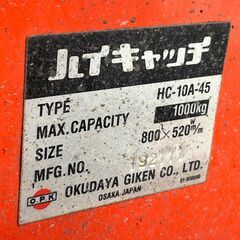 ハイキャッチ
TYPE HC-10A-45
MAX. CAPACITY 1000kg
SIZE 800×520m/m
MFG. NO.
OKUDAYA GIKEN CO., LTD.
OSAKA, JAPAN
O.P.K